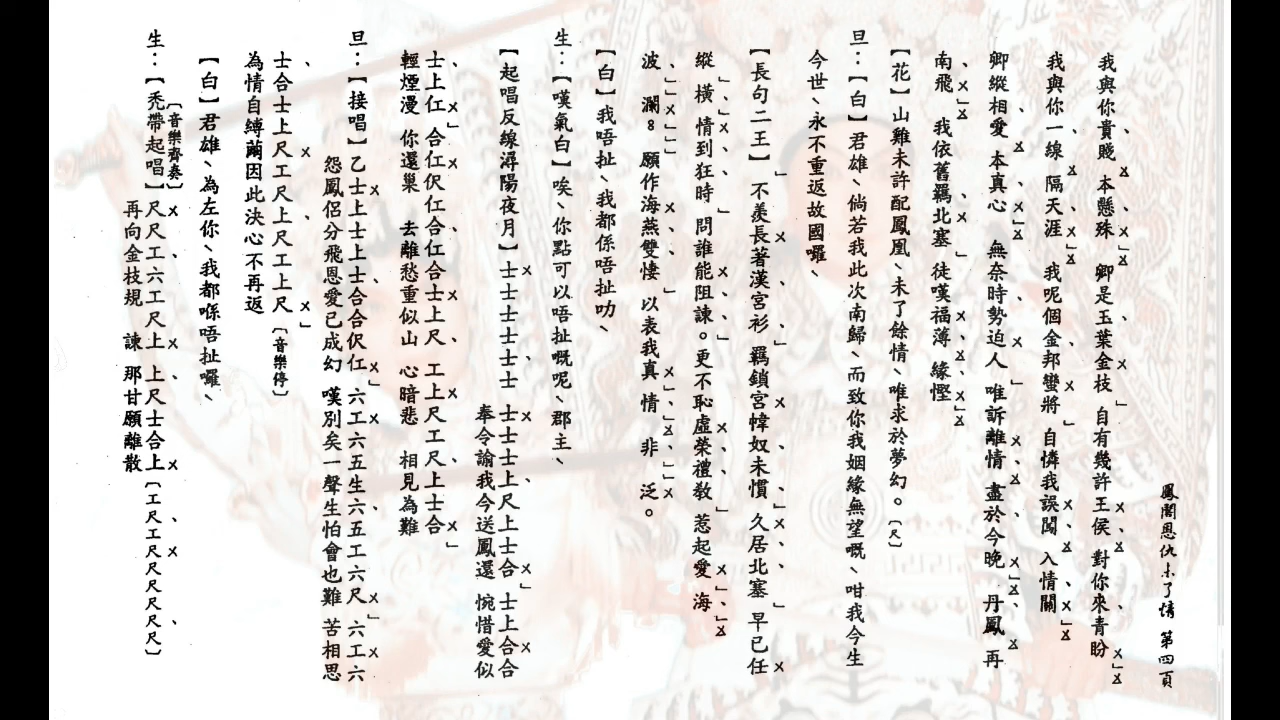 鳳閣恩仇未了情 第四頁
我與你貴賤 本懸殊 卿是玉葉金枝 自有幾許王侯 對你來青盼
我與你一線 隔天涯 我呢個金邦蠻將 自憐我誤闖 入情關
卿縱相愛 本真心 無奈時勢迫人 唯訴離情 盡於今晚 丹鳳 再
南飛 我依舊羈北塞 徒嘆福薄 緣慳
【花】山雞未許配鳳凰、未了餘情、唯求於夢幻。〔尺〕
旦：【白】君雄、倘若我此次南歸、而致你我姻緣無望嘅、咁我今生
今世、永不重返故國囉、
【長句二王】不羨長著漢宮衫 羈鎖宮幃奴未慣 久居北塞 早已任
縱橫 情到狂時 問誰能阻諫。更不恥虛榮禮教 惹起愛 海
波 瀾。願作海燕雙悽 以表我真 情 非 泛。
【白】我唔扯、我都係唔扯叻、
生：【嘆氣白】唉、你點可以唔扯嘅呢、郡主、
【起唱反線潯陽夜月】士士士士士士 士士士上尺上士合 士上合合
奉令諭我今送鳳還 惋惜愛似
士上仩 合仩伬仩合仩合士上尺 工上尺工尺上士合
輕煙漫 你還巢 去離愁重似山 心暗悲 相見為難
旦：【接唱】乙士上士上士合合伬仩 六工六五生六五工六尺 六工六
怨鳳侶分飛恩愛已成幻 嘆別矣一聲生怕會也難 苦相思
士合士上尺工尺上尺工上尺〔音樂停〕
為情自縛繭因此決心不再返
【白】君雄、為左你、我都喺唔扯囉、
〔音樂齊奏〕
生：【禿帶起唱】尺尺工六工尺上 上尺士合上〔工尺工尺尺尺尺尺尺〕
再向金枝規 諫 那甘願離散